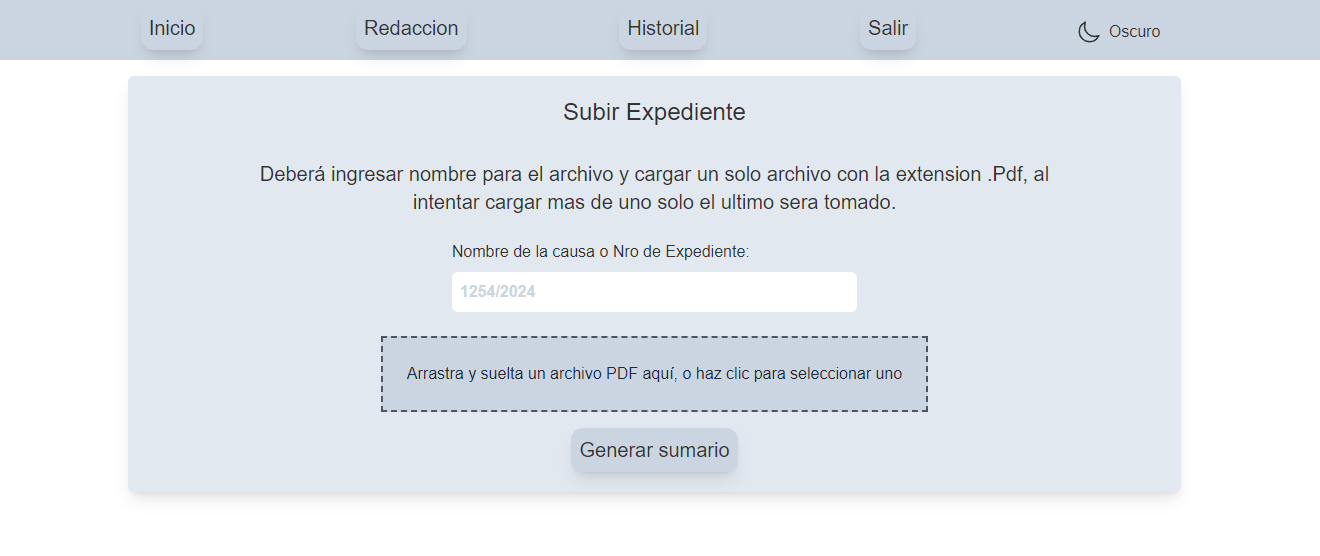 Inicio
Redaccion
Historial
Salir
Oscuro
Subir Expediente
Deberá ingresar nombre para el archivo y cargar un solo archivo con la extension .Pdf, al
intentar cargar mas de uno solo el ultimo sera tomado.
Nombre de la causa o Nro de Expediente:
1254/2024
Arrastra y suelta un archivo PDF aquí, o haz clic para seleccionar uno
Generar sumario